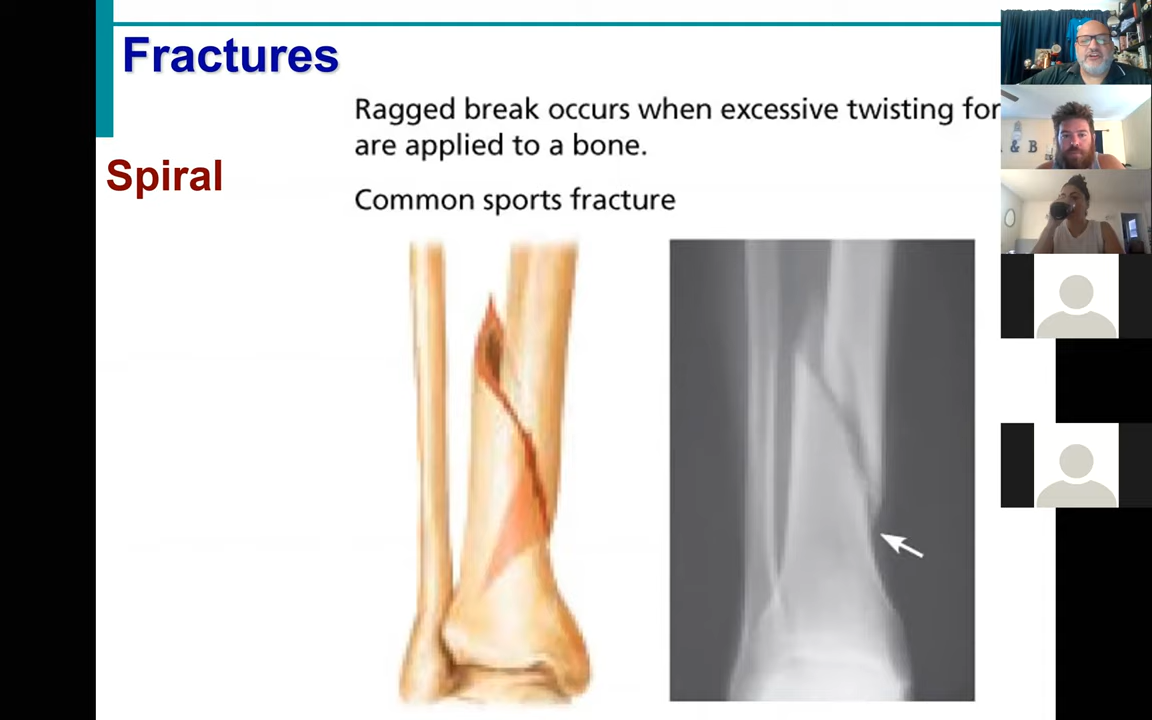 Fractures
Ragged break occurs when excessive twisting for
are applied to a bone.
Spiral
Common sports fracture
& B